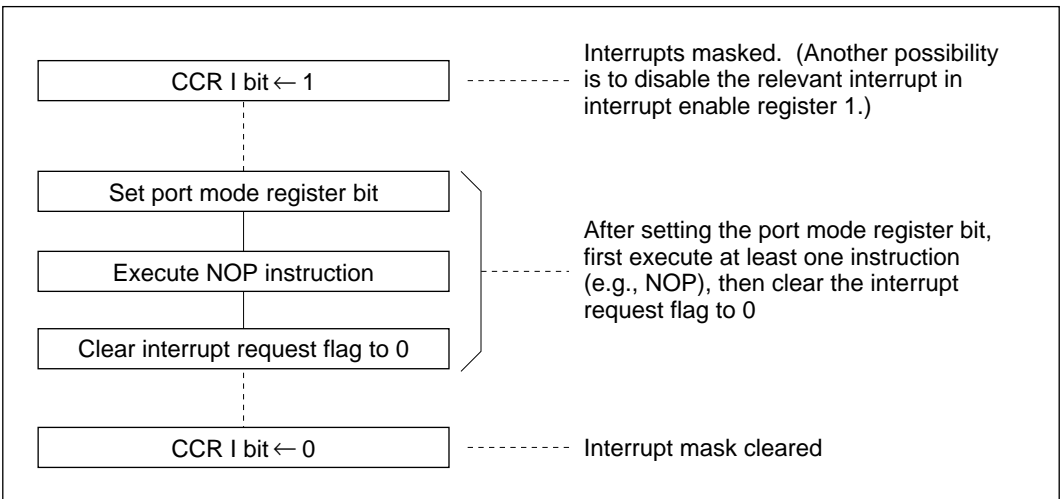 CCR I bit ← 1
Interrupts masked.  (Another possibility
is to disable the relevant interrupt in
interrupt enable register 1.)
Set port mode register bit
Execute NOP instruction
Clear interrupt request flag to 0
After setting the port mode register bit,
first execute at least one instruction
(e.g., NOP), then clear the interrupt
request flag to 0
CCR I bit ← 0
Interrupt mask cleared